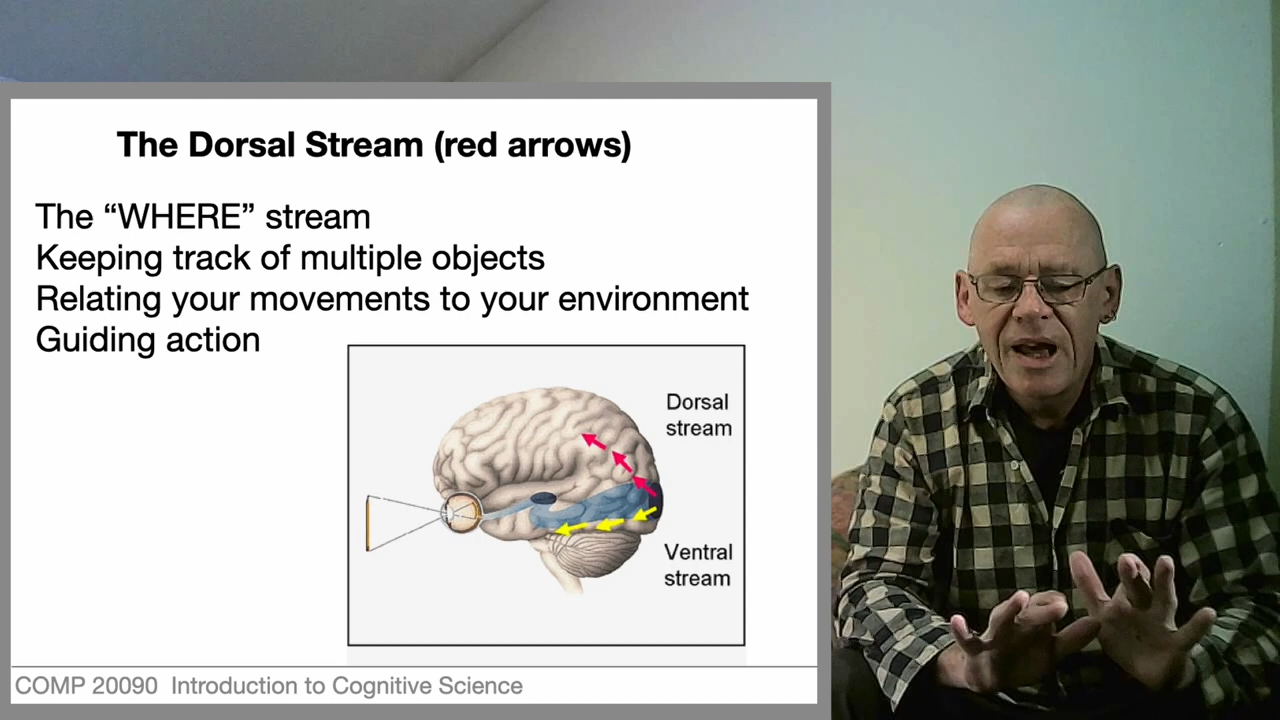 The Dorsal Stream (red arrows)
The “WHERE” stream
Keeping track of multiple objects
Relating your movements to your environment
Guiding action
Dorsal
stream
Ventral
stream
COMP 20090 Introduction to Cognitive Science